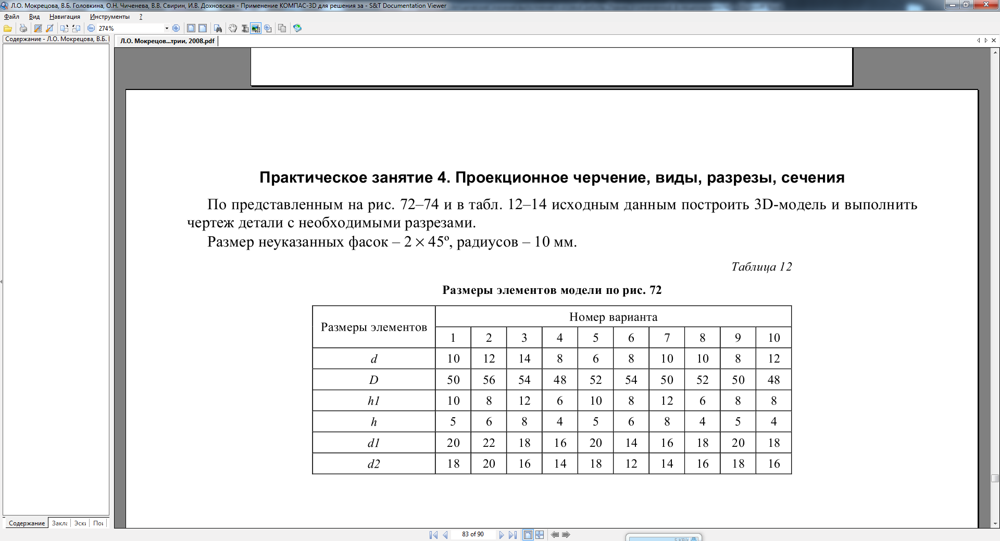 Л.О. Мокрецова, В.Б. Головкина, О.Н. Чиченева, В.В. Свирин, И.В. Дохновская - Применение КОМПАС-3D для решения за - S&T Documentation Viewer
Файл Вид Навигация Инструменты ?
274%
Содержание - Л.О. Мокрецова, В.Б.
Л.О. Мокрецов...трии, 2008.pdf
Практическое занятие 4. Проекционное черчение, виды, разрезы, сечения
По представленным на рис. 72–74 и в табл. 12–14 исходным данным построить 3D-модель и выполнить
чертеж детали с необходимыми разрезами.
Размер неуказанных фасок – 2 × 45º, радиусов – 10 мм.
Таблица 12
Размеры элементов модели по рис. 72
Размеры элементов Номер варианта
1 2 3 4 5 6 7 8 9 10
d 10 12 14 8 6 8 10 10 8 12
D 50 56 54 48 52 54 50 52 50 48
h1 10 8 12 6 10 8 12 6 8 8
h 5 6 8 4 5 6 8 4 5 4
d1 20 22 18 16 20 14 16 18 20 18
d2 18 20 16 14 18 12 14 16 18 16
Содержание Закла Эски Пои
83 of 90
5 KB/s